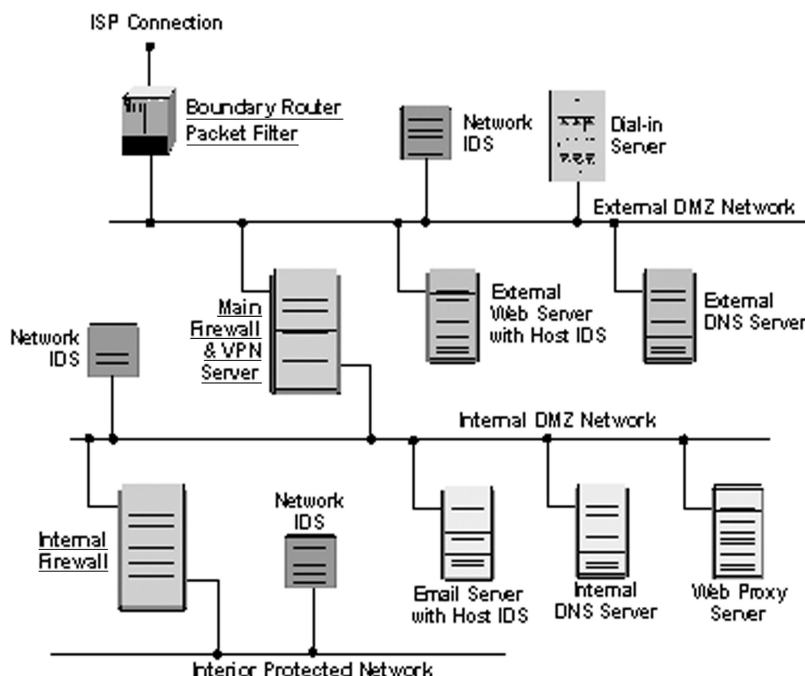 ISP Connection
Boundary Router
Packet Filter
Network
IDS
Dial-in
Server
External DMZ Network
Main
Firewall
& VPN
Server
External
Web Server
with Host IDS
External
DNS Server
Network
IDS
Internal DMZ Network
Internal
Firewall
Network
IDS
Email Server
with Host IDS
Internal
DNS Server
Web Proxy
Server
Interior Protected Network